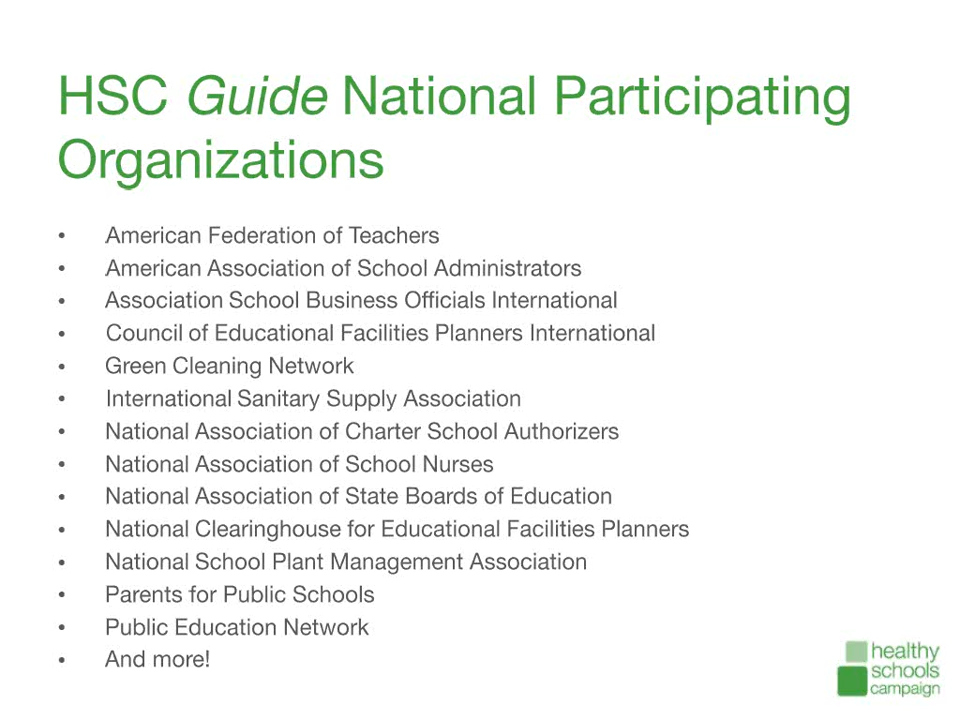 HSC Guide National Participating
Organizations
• American Federation of Teachers
• American Association of School Administrators
• Association School Business Officials International
• Council of Educational Facilities Planners International
• Green Cleaning Network
• International Sanitary Supply Association
• National Association of Charter School Authorizers
• National Association of School Nurses
• National Association of State Boards of Education
• National Clearinghouse for Educational Facilities Planners
• National School Plant Management Association
• Parents for Public Schools
• Public Education Network
• And more!
healthy
schools
campaign